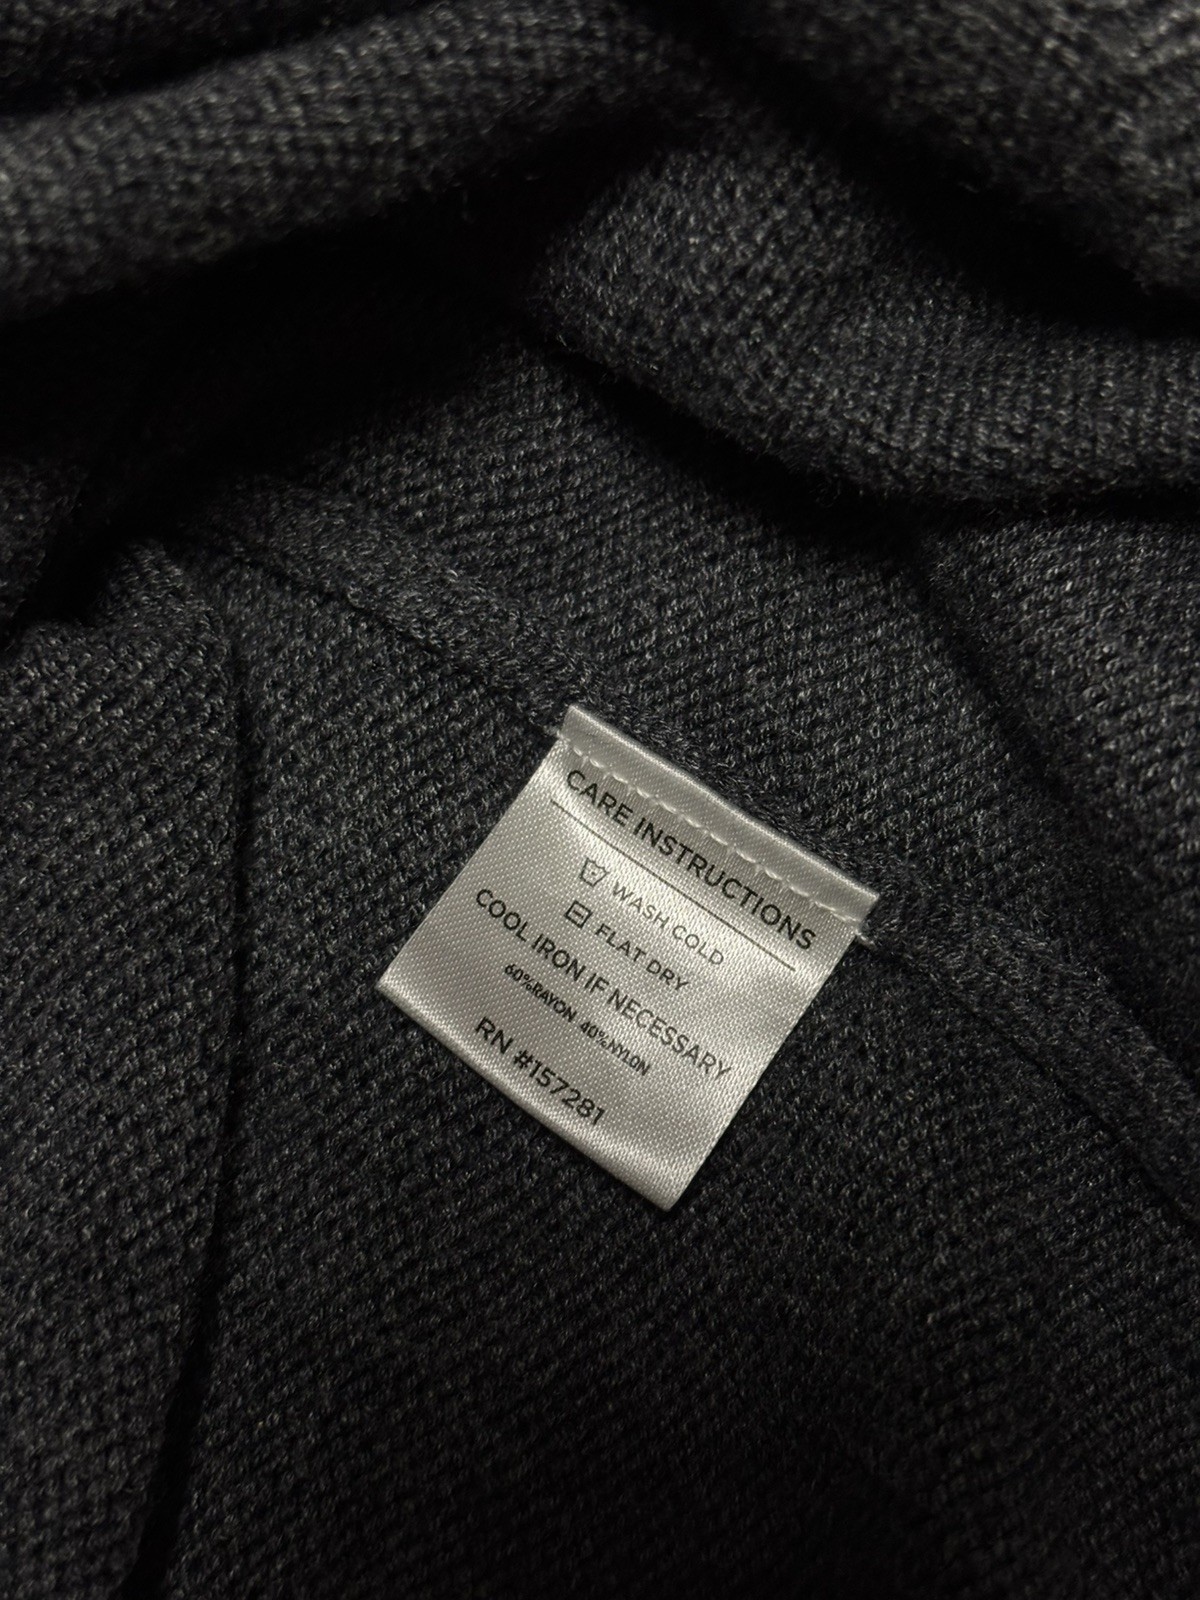 CARE INSTRUCTIONS
WASH COLD
FLAT DRY
COOL IRON IF NECESSARY
60%RAYON 40%NYLON
RN #157281